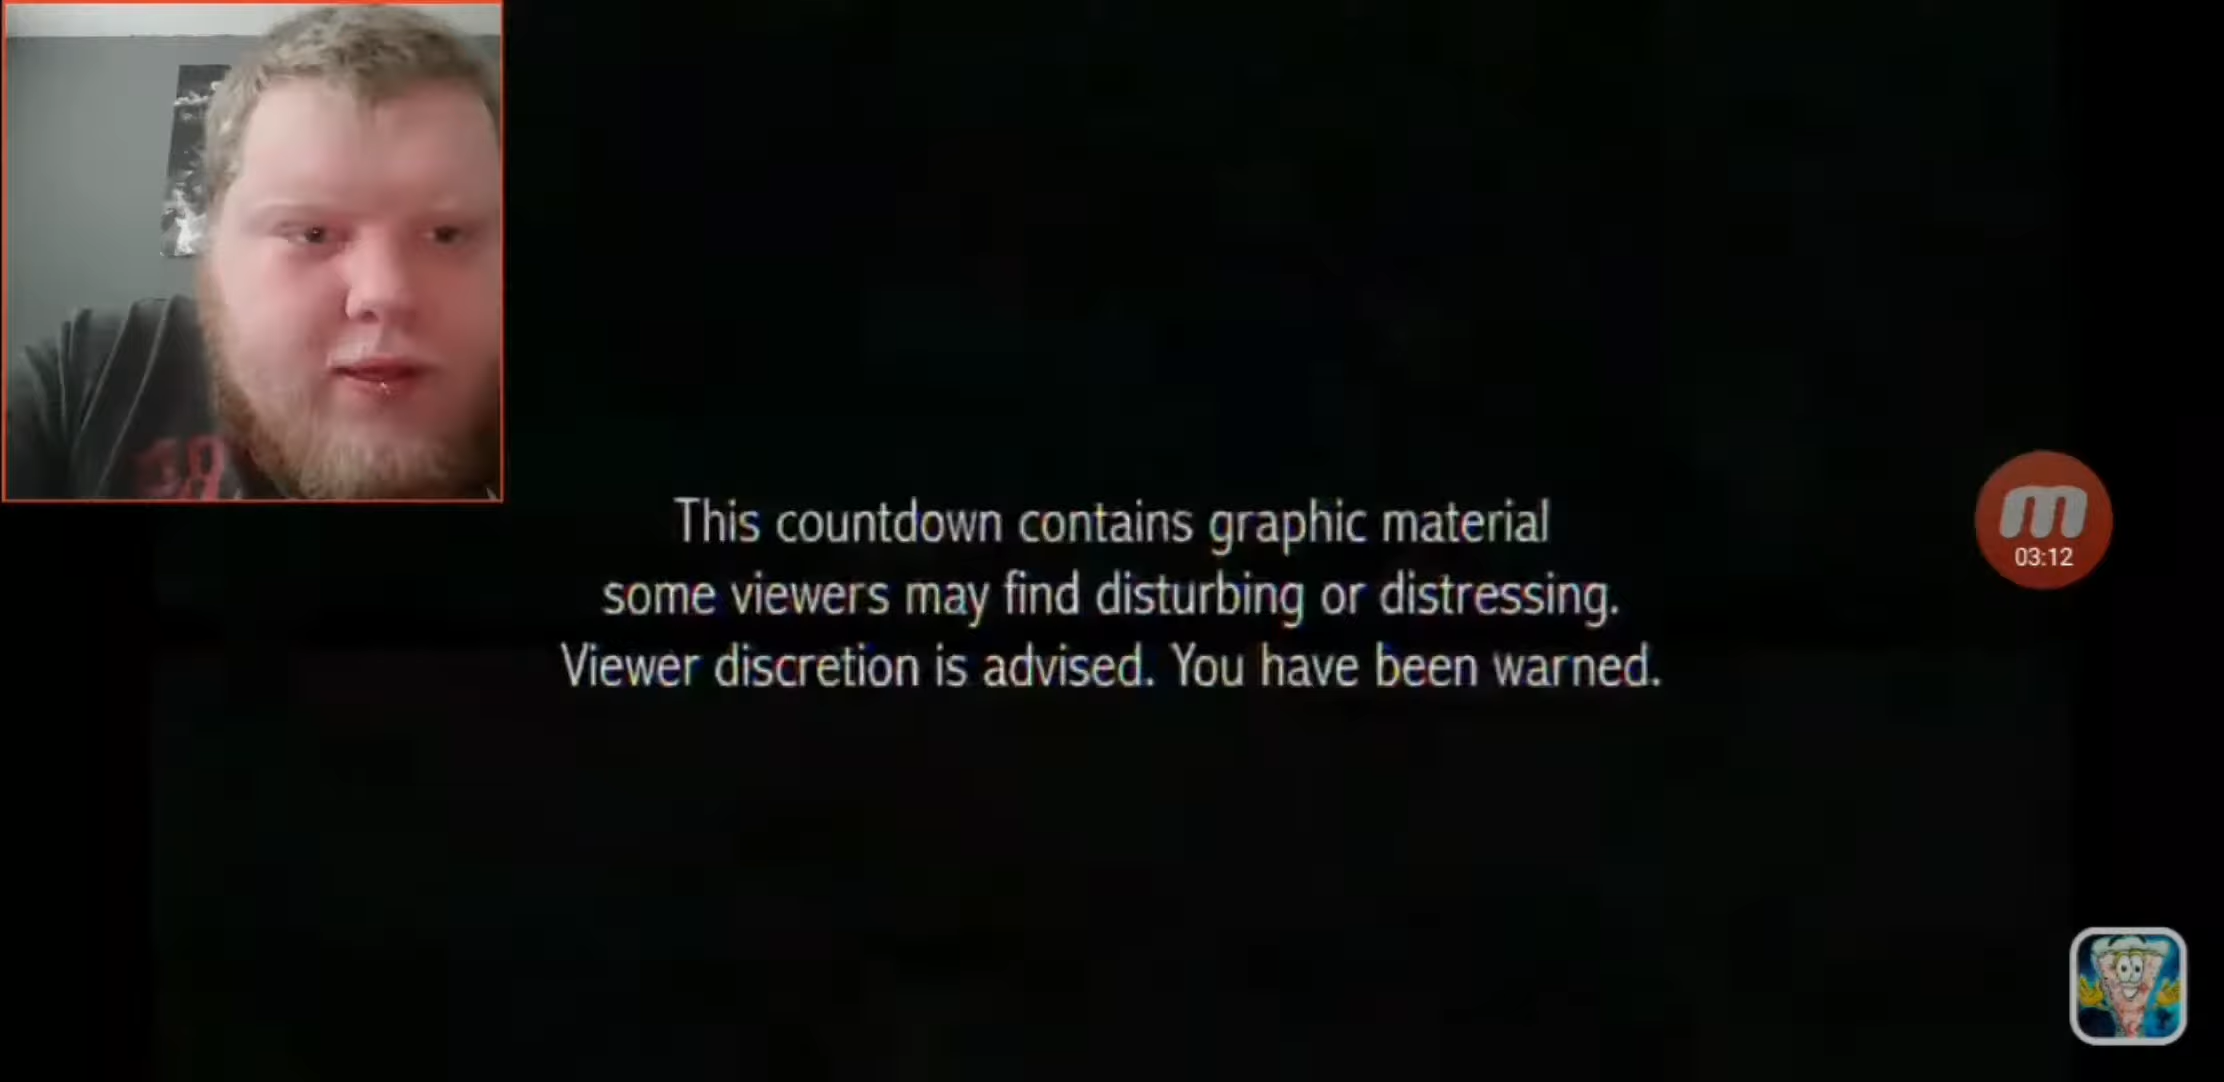 This countdown contains graphic material
some viewers may find disturbing or distressing.
Viewer discretion is advised. You have been warned.
03:12